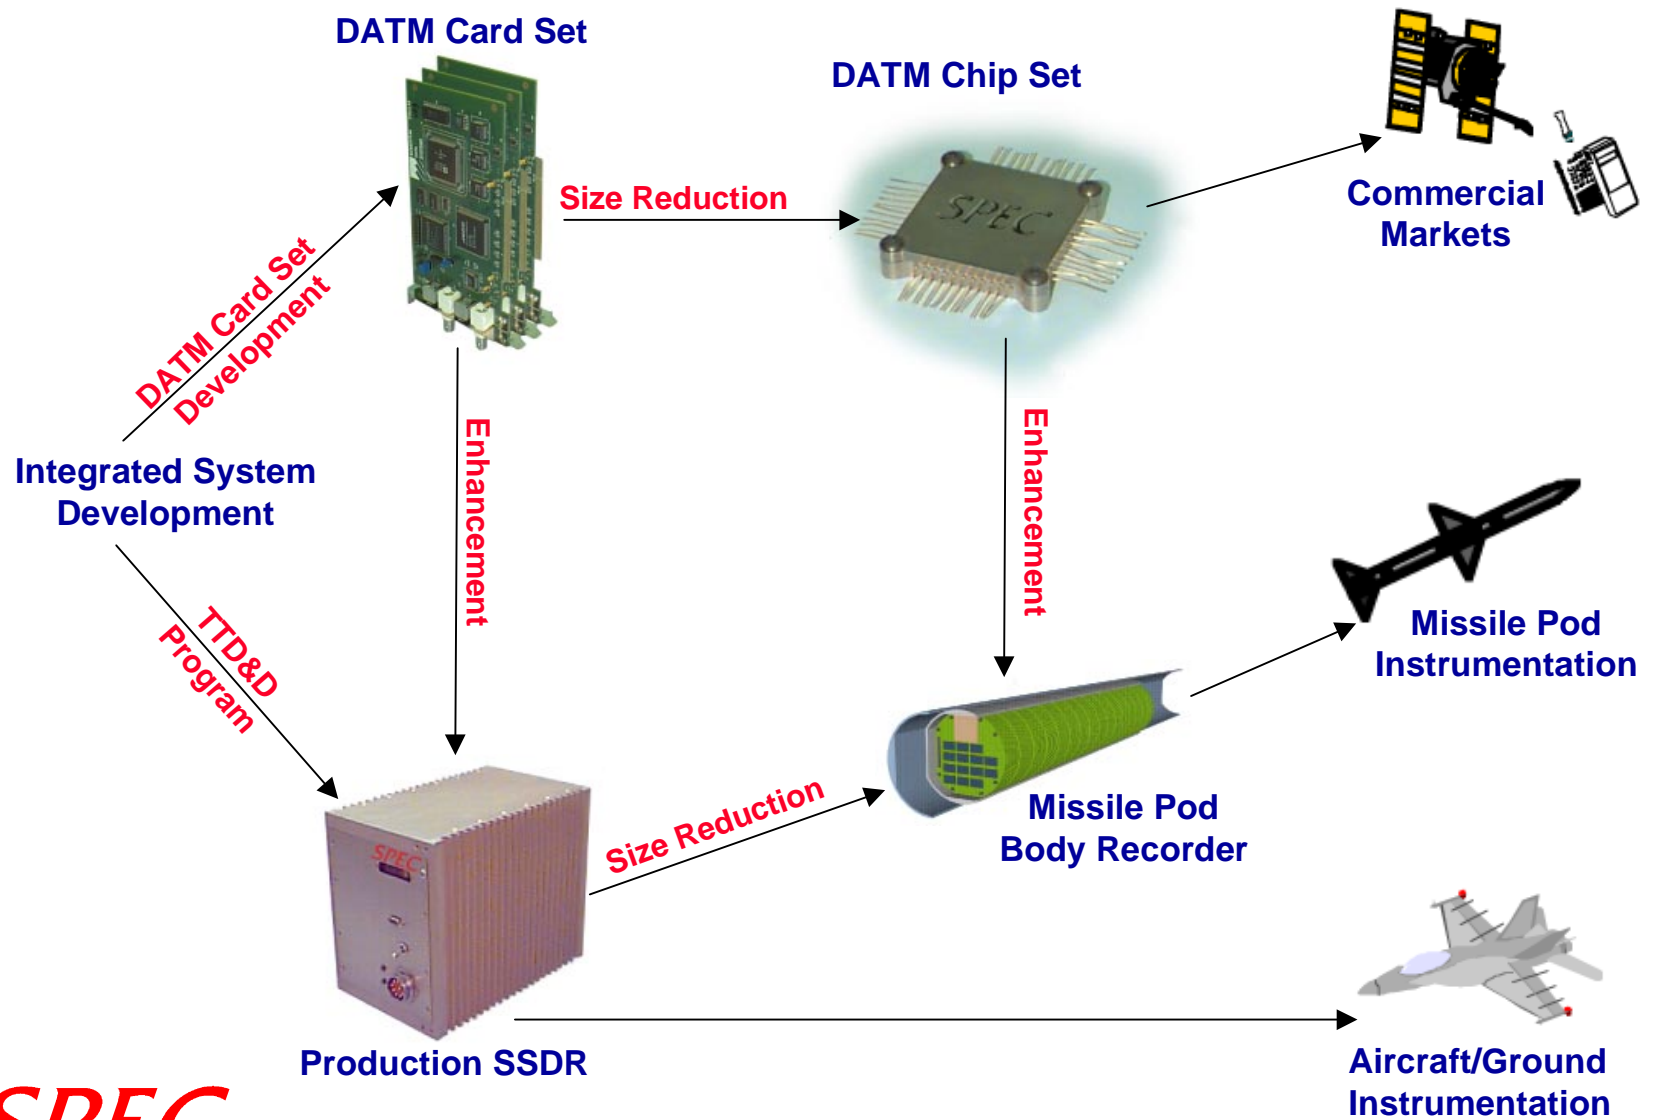 DATM Card Set
DATM Chip Set
SPEC
Commercial
Markets
Size Reduction
DATM Card Set
Development
Enhancement
Enhancement
Integrated System
Development
TTD&D
Program
Missile Pod
Instrumentation
Size Reduction
Missile Pod
Body Recorder
SPEC
Production SSDR
Aircraft/Ground
Instrumentation
SPEC